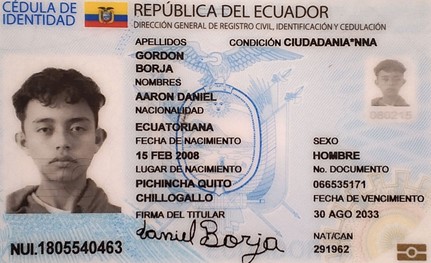 CÉDULA DE IDENTIDAD
REPÚBLICA DEL ECUADOR
DIRECCIÓN GENERAL DE REGISTRO CIVIL, IDENTIFICACIÓN Y CEDULACIÓN
APELLIDOS
CONDICIÓN CIUDADANIA*NNA
GORDON
BORJA
NOMBRES
AARON DANIEL
NACIONALIDAD
ECUATORIANA
FECHA DE NACIMIENTO
15 FEB 2008
LUGAR DE NACIMIENTO
PICHINCHA QUITO
CHILLOGALLO
FIRMA DEL TITULAR
daniel Borja
080215
SEXO
HOMBRE
No. DOCUMENTO
066535171
FECHA DE VENCIMIENTO
30 AGO 2033
NAT/CAN
291962
NUI.1805540463